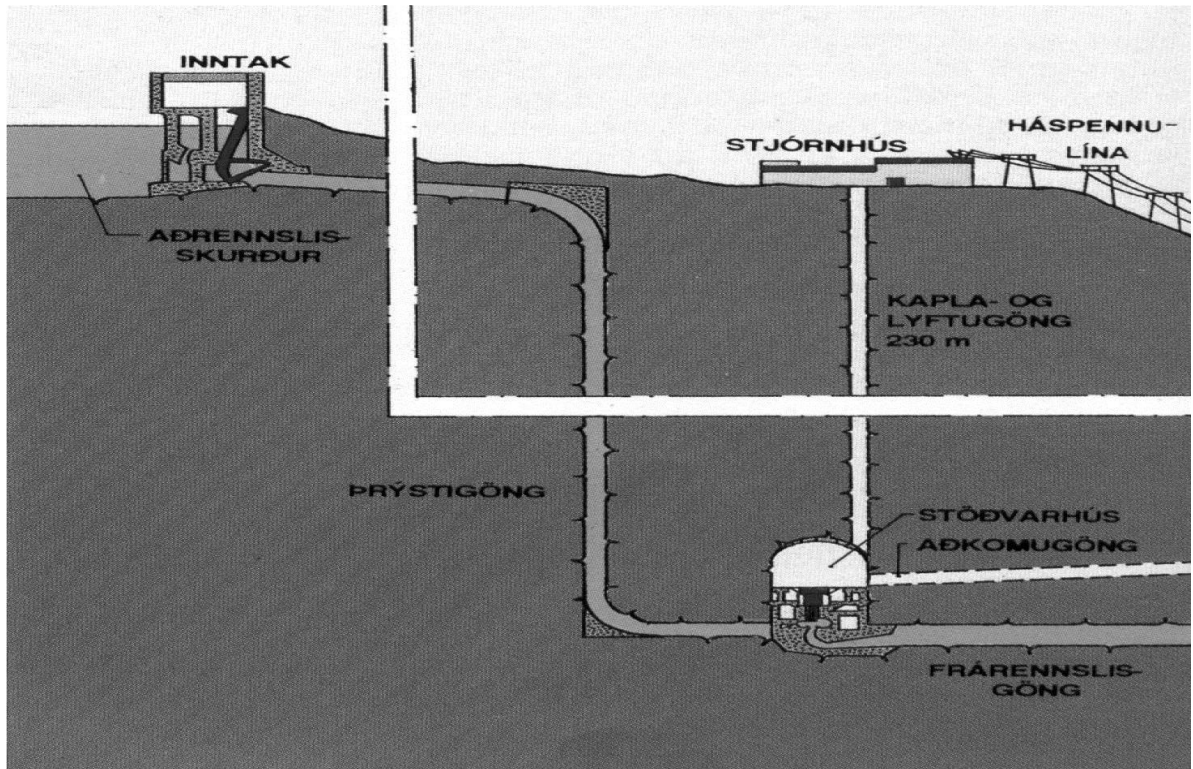 INNTAK
STJÓRNHÚS
HÁSPENNU-
LÍNA
AÐRENNSLIS-
SKURÐUR
KAPLA- OG
LYFTUGÖNG
230 m
ÞRÝSTIGÖNG
STÖÐVARHÚS
AÐKOMUGÖNG
FRÁRENNSLIS-
GÖNG